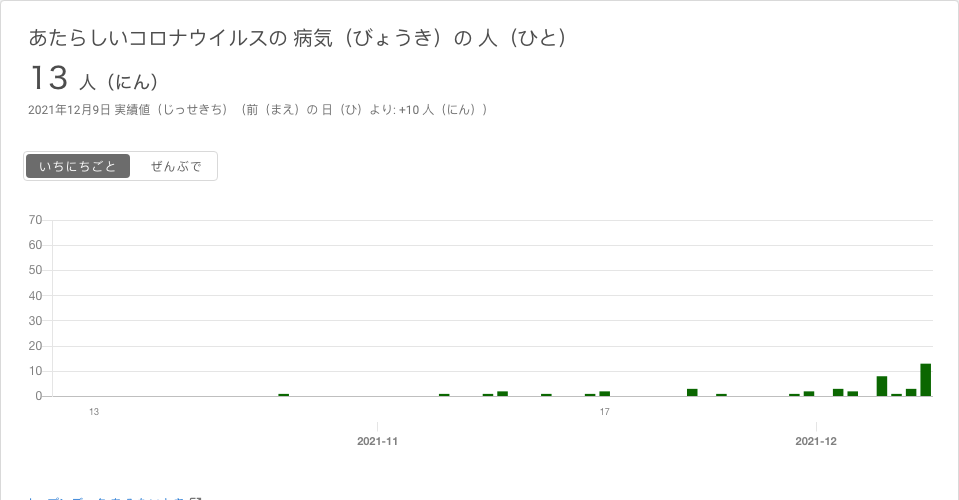 あたらしいコロナウイルスの 病気（びょうき）の 人（ひと）
13 人（にん）
2021年12月9日 実績値（じっせきち）（前（まえ）の 日（ひ）より: +10 人（にん））
いちにちごと ぜんぶで
70
60
50
40
30
20
10
0
13 17
2021-11 2021-12